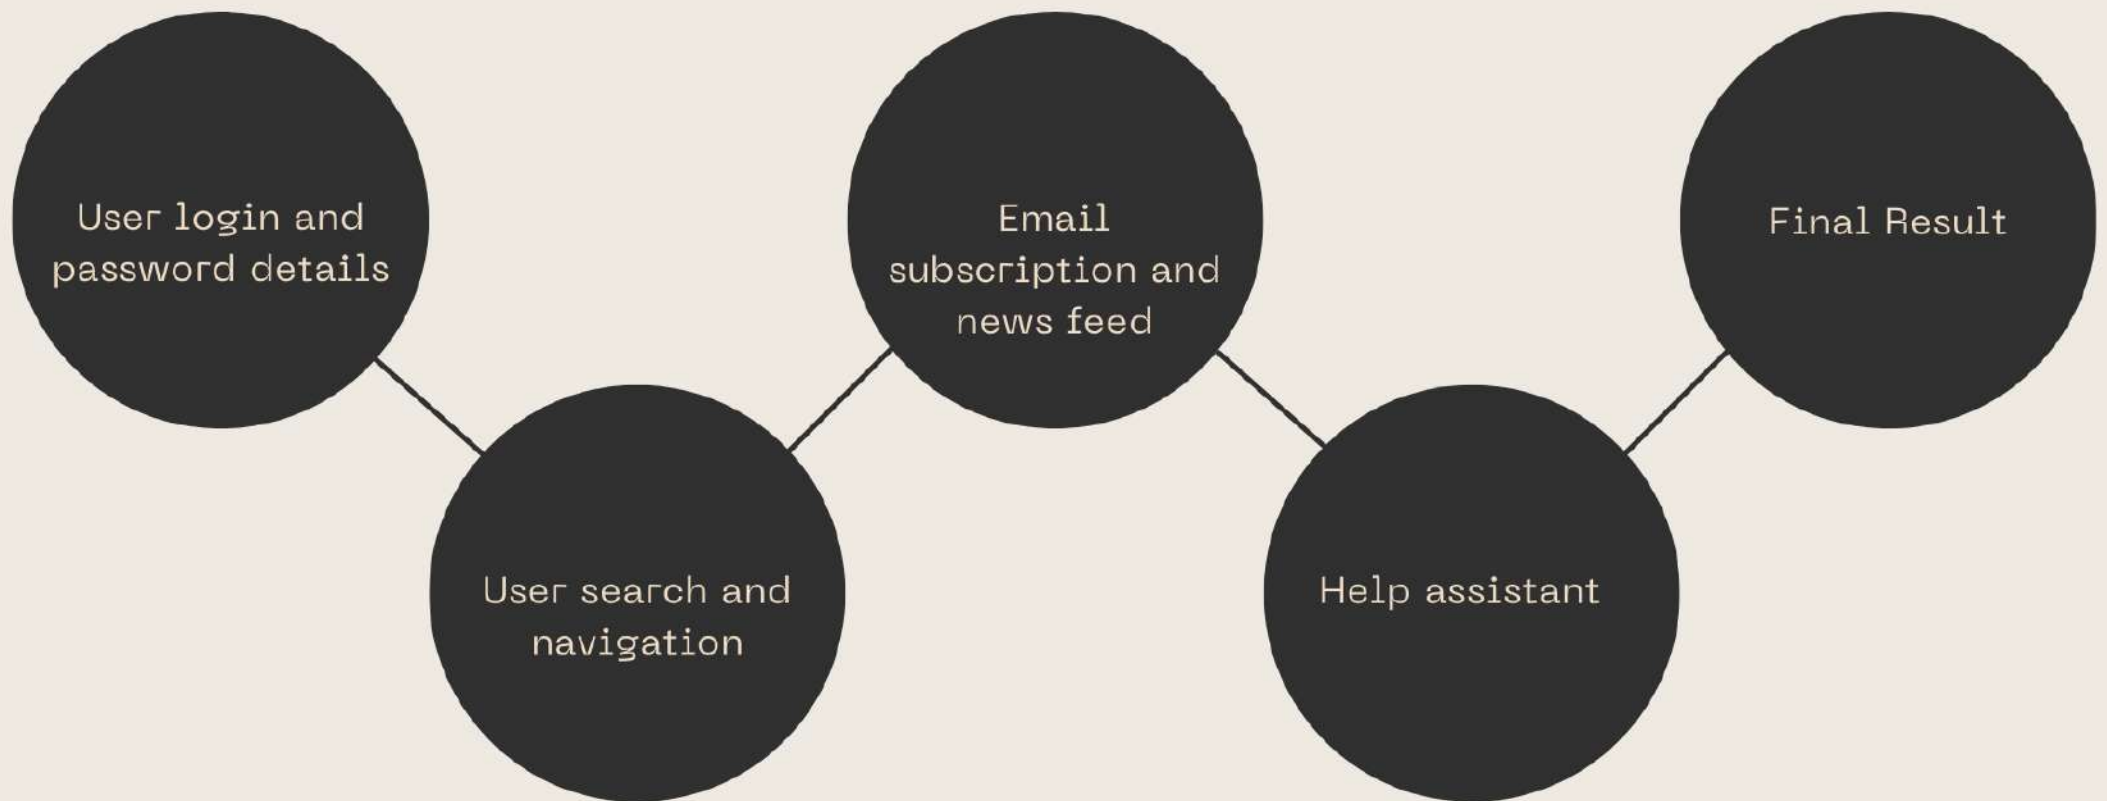 User login and
password details
User search and
navigation
Email
subscription and
news feed
Help assistant
Final Result